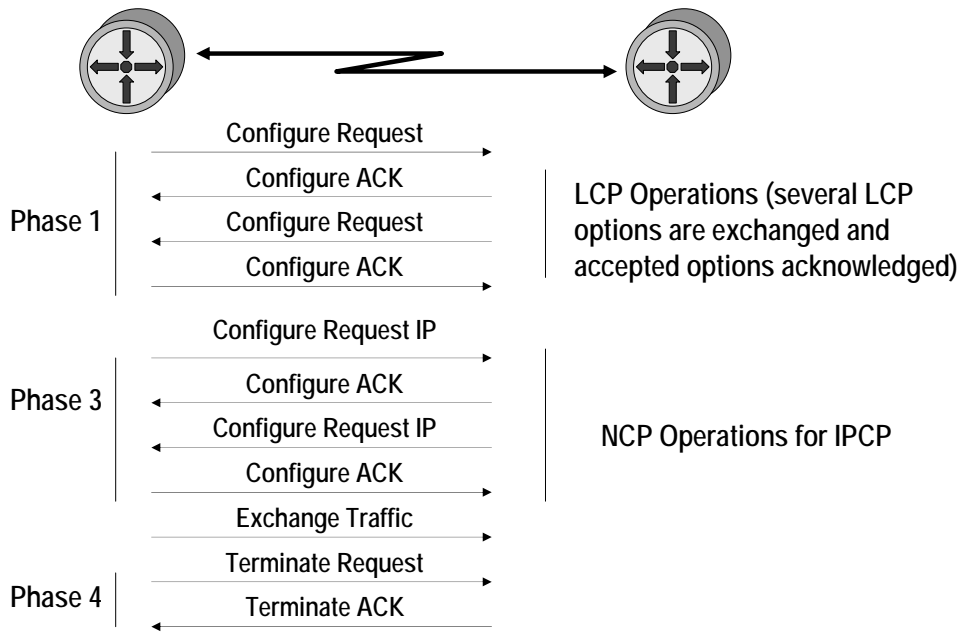 Configure Request
Configure ACK
Phase 1
Configure Request
Configure ACK
LCP Operations (several LCP
options are exchanged and
accepted options acknowledged)
Configure Request IP
Configure ACK
Phase 3
Configure Request IP
Configure ACK
NCP Operations for IPCP
Exchange Traffic
Terminate Request
Phase 4
Terminate ACK